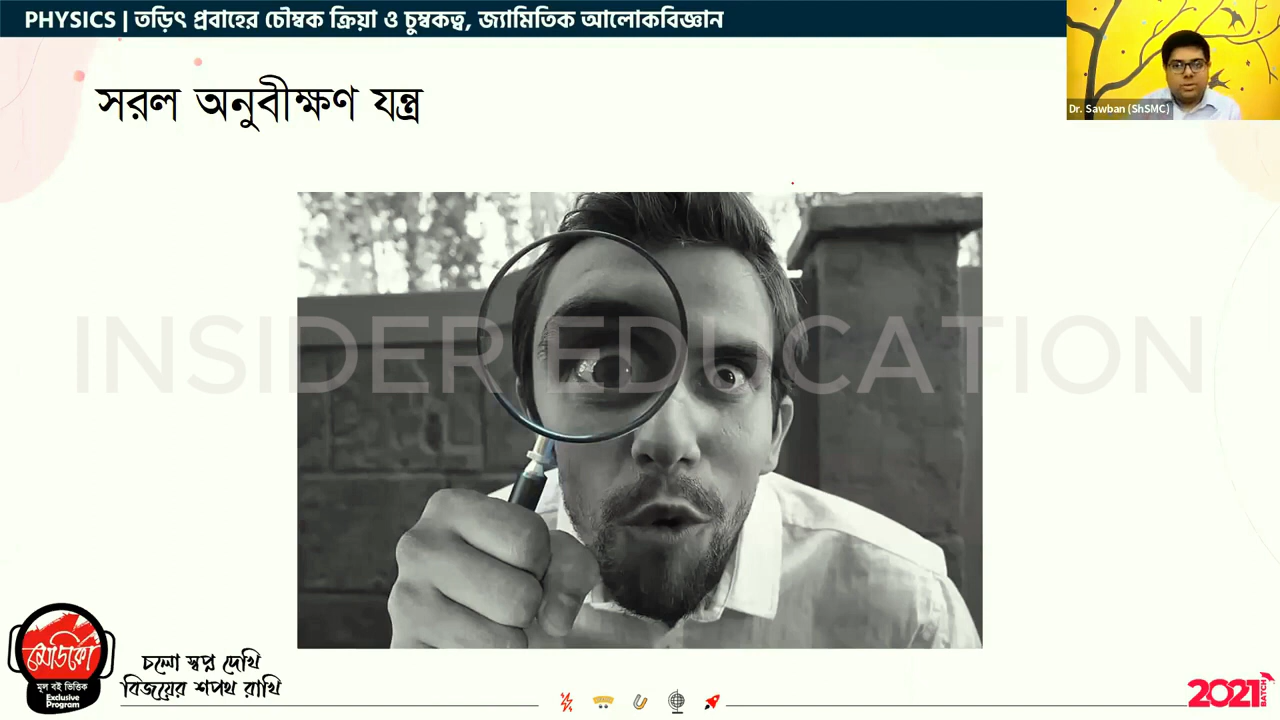 PHYSICS | তড়িৎ প্রবাহের চৌম্বক ক্রিয়া ও চুম্বকত্ব, জ্যামিতিক আলোকবিজ্ঞান
Dr. Sawban (ShSMC)
সরল অনুবীক্ষণ যন্ত্র
INSIDER EDUCATION
মেডিকো
মূল বই ভিত্তিক
Exclusive
Program
চলো স্বপ্ন দেখি
বিজয়ের শপথ রাখি
2021 BATCH